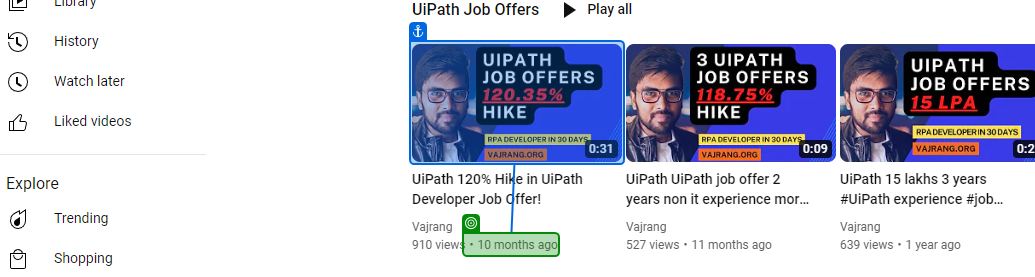 Library
History
Watch later
Liked videos
Explore
Trending
Shopping
UiPath Job Offers
Play all
UIPATH
JOB OFFERS
120.35%
HIKE
RPA DEVELOPER IN 30 DAYS
VAJRANG.ORG
0:31
UiPath 120% Hike in UiPath
Developer Job Offer!
Vajrang
910 views • 10 months ago
3 UIPATH
JOB OFFERS
118.75%
HIKE
RPA DEVELOPER IN 30 DAYS
VAJRANG.ORG
0:09
UiPath UiPath job offer 2
years non it experience mor...
Vajrang
527 views • 11 months ago
UIPATH
JOB OFFERS
15 LPA
RPA DEVELOPER IN 30 DAYS
VAJRANG.ORG
0:2
UiPath 15 lakhs 3 years
#UiPath experience #job...
Vajrang
639 views • 1 year ago